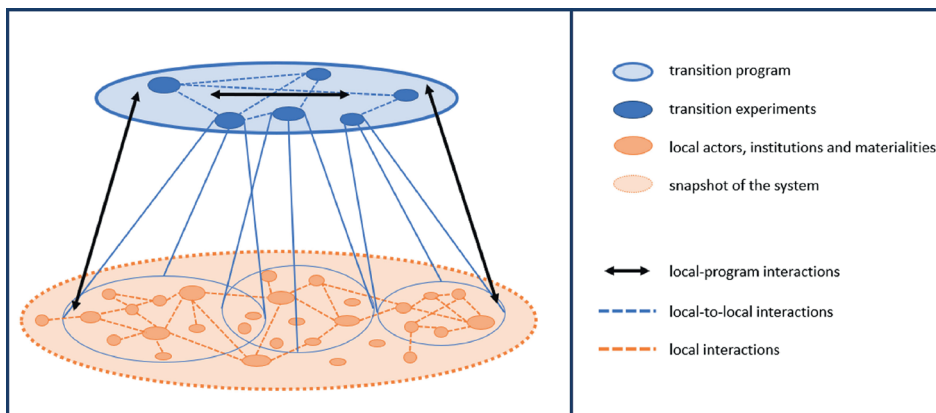 transition program
transition experiments
local actors, institutions and materialities
snapshot of the system
local-program interactions
local-to-local interactions
local interactions